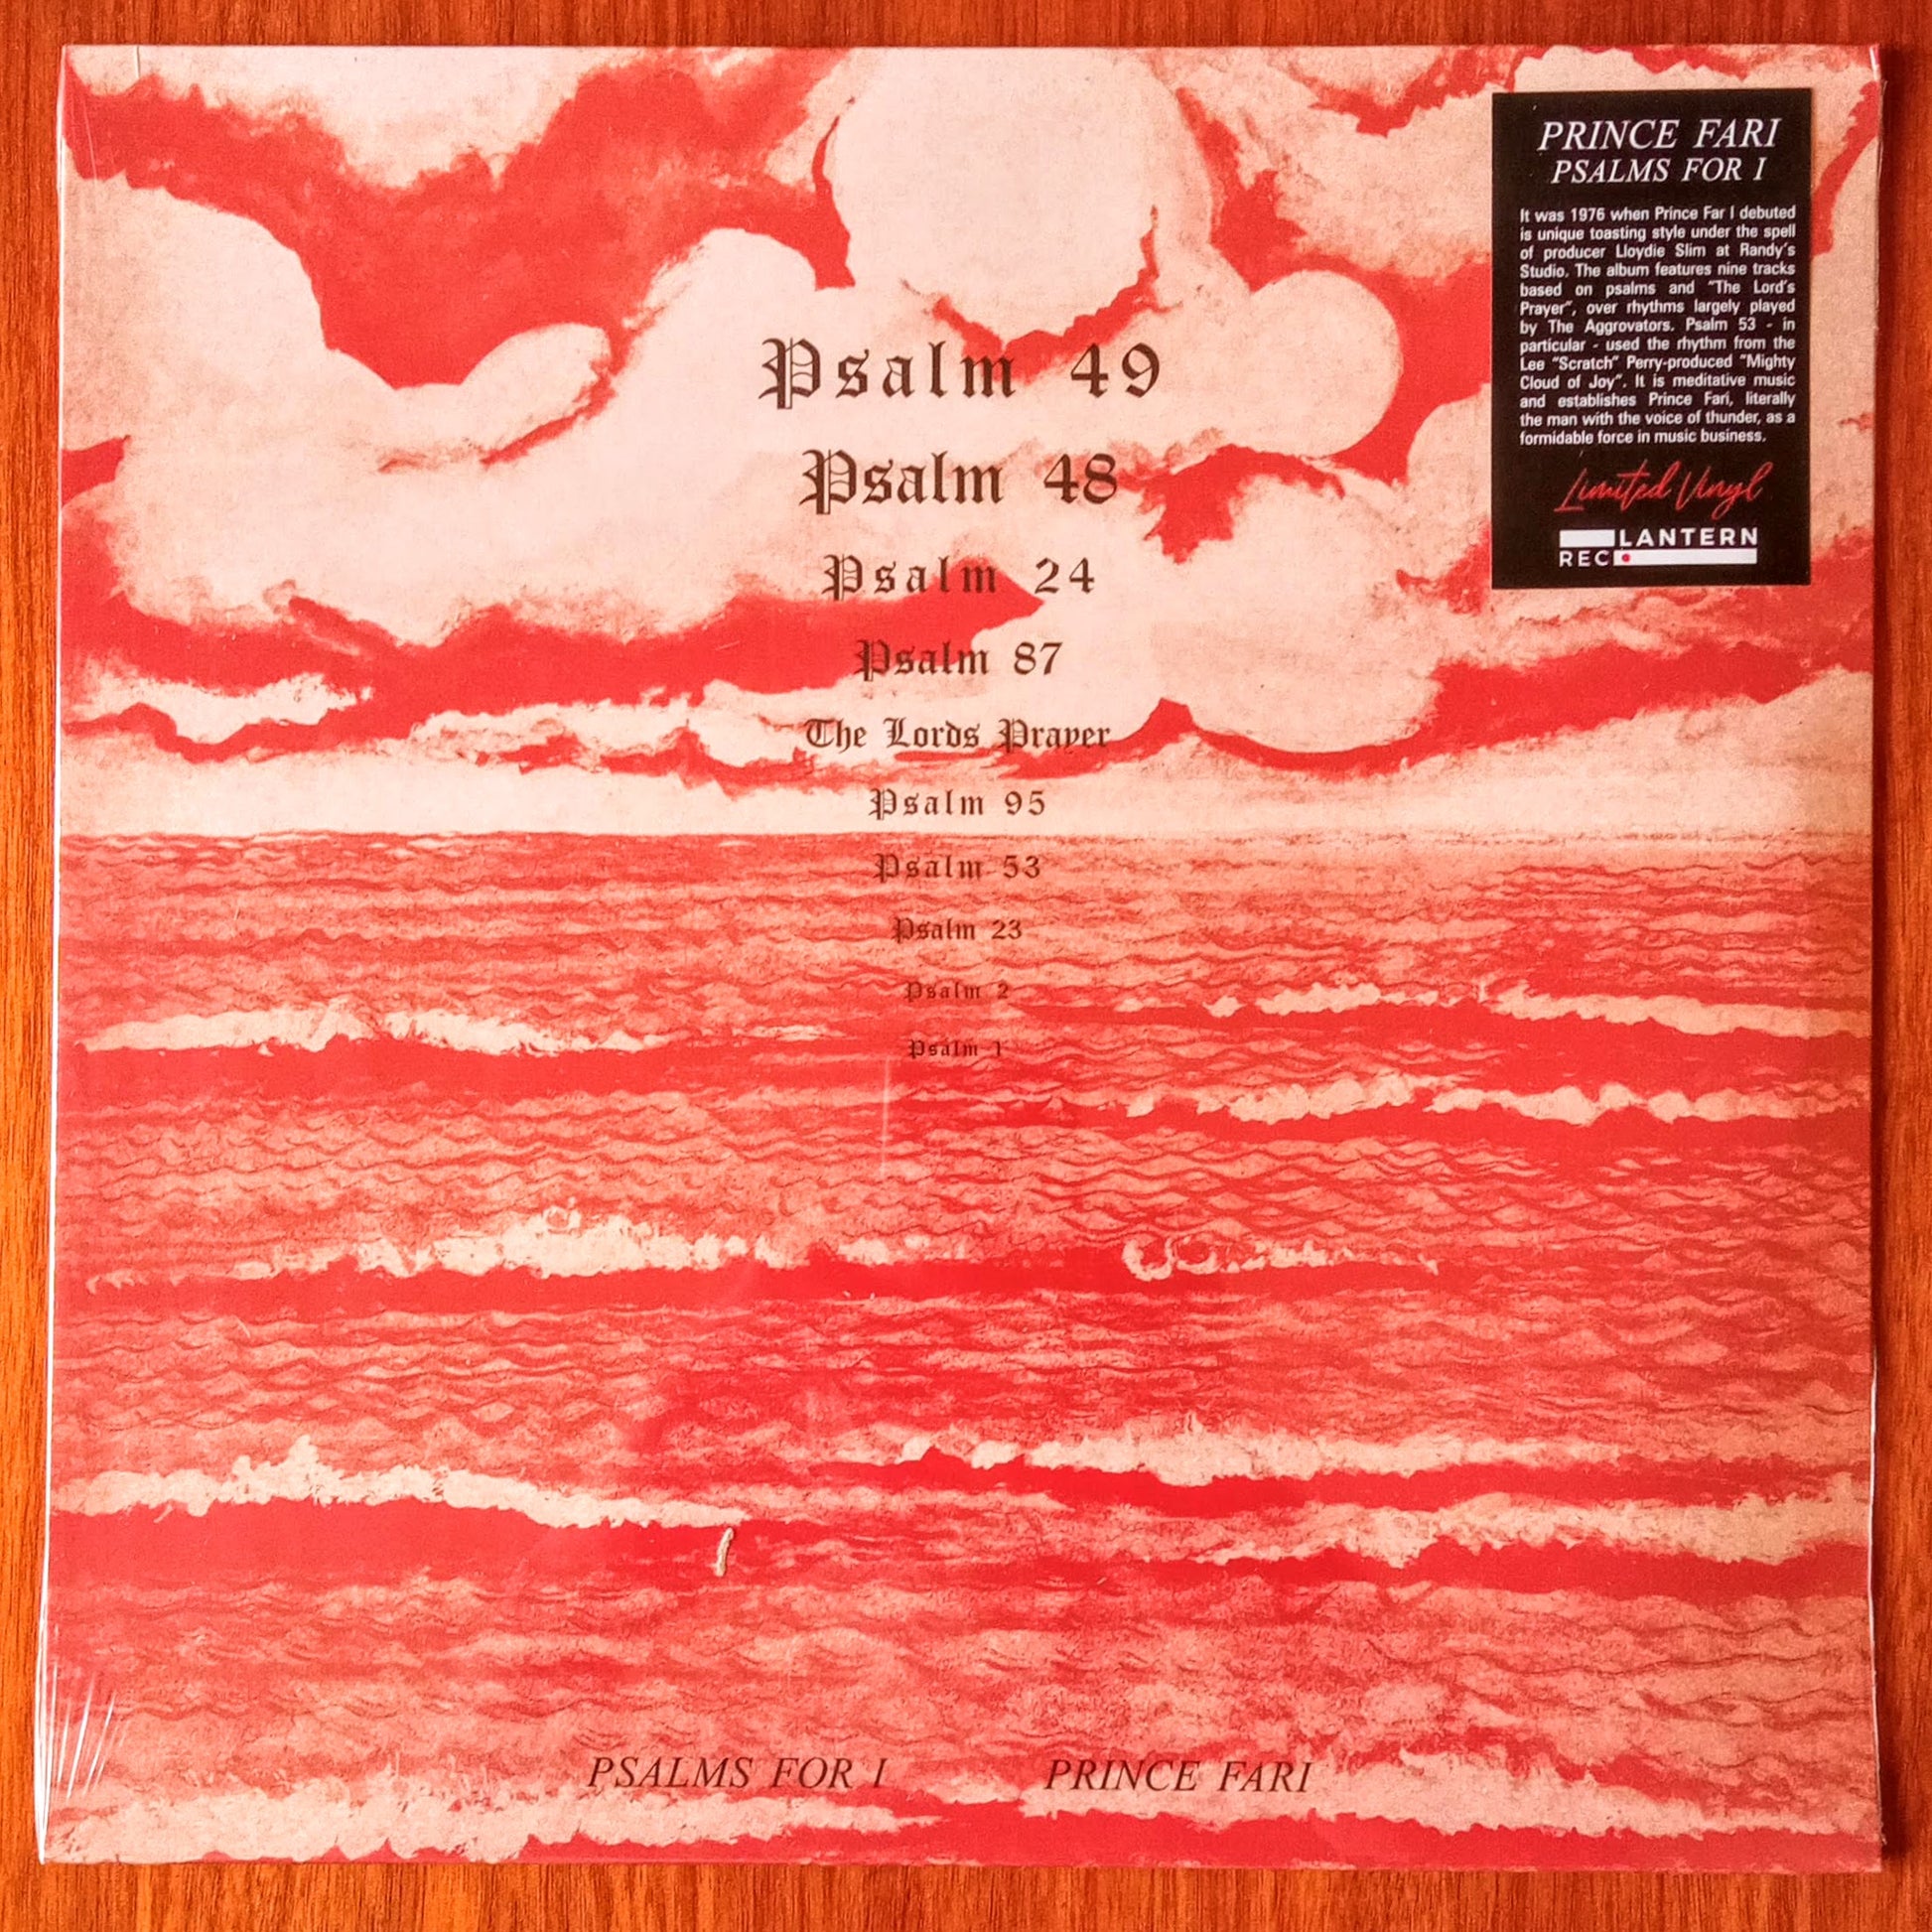 PRINCE FARI
PSALMS FOR I
It was 1976 when Prince Far I debuted
is unique toasting style under the spell
of producer Lloydie Slim at Randy's
Studio. The album features nine tracks
based on psalms and "The Lord's
Prayer", over rhythms largely played
by The Aggrovators. Psalm 53 - in
particular - used the rhythm from the
Lee "Scratch" Perry-produced "Mighty
Cloud of Joy". It is meditative music
and establishes Prince Fari, literally
the man with the voice of thunder, as a
formidable force in music business.
Limited Vinyl
LANTERN
REC
Psalm 49
Psalm 48
Psalm 24
Psalm 87
The Lords Prayer
Psalm 95
Psalm 53
Psalm 23
Psalm 2
Psalm 1
PSALMS FOR I PRINCE FARI